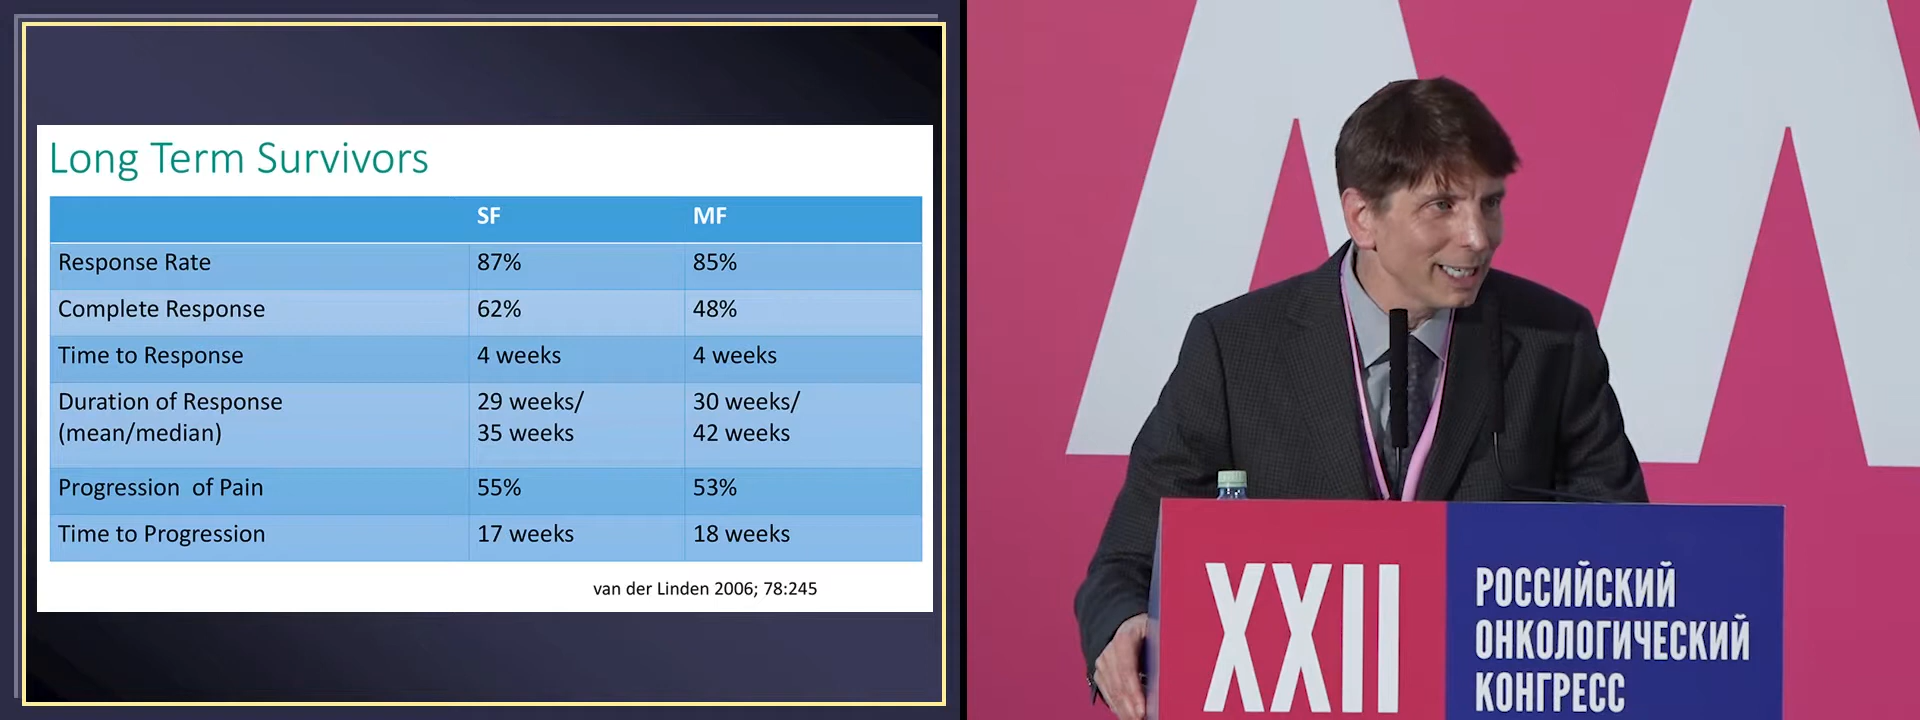 Long Term Survivors
SF MF
Response Rate 87% 85%
Complete Response 62% 48%
Time to Response 4 weeks 4 weeks
Duration of Response 29 weeks/ 30 weeks/
(mean/median) 35 weeks 42 weeks
Progression of Pain 55% 53%
Time to Progression 17 weeks 18 weeks
van der Linden 2006; 78:245
XXII
РОССИЙСКИЙ
ОНКОЛОГИЧЕСКИЙ
КОНГРЕСС